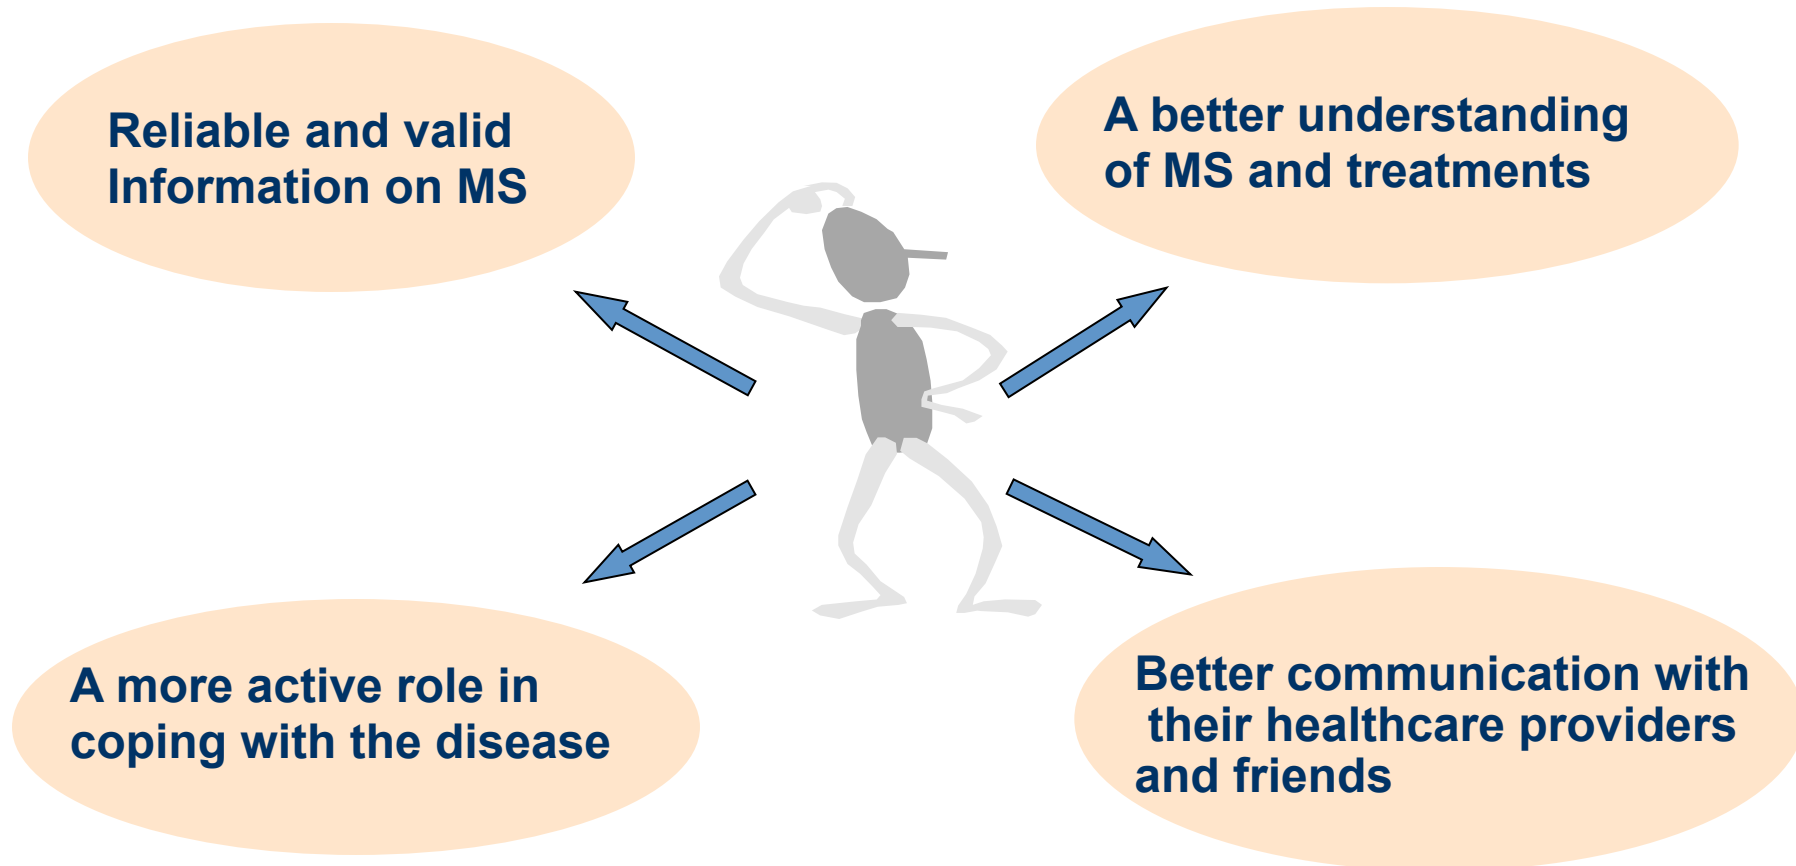 Reliable and valid
Information on MS
A better understanding
of MS and treatments
A more active role in
coping with the disease
Better communication with
their healthcare providers
and friends